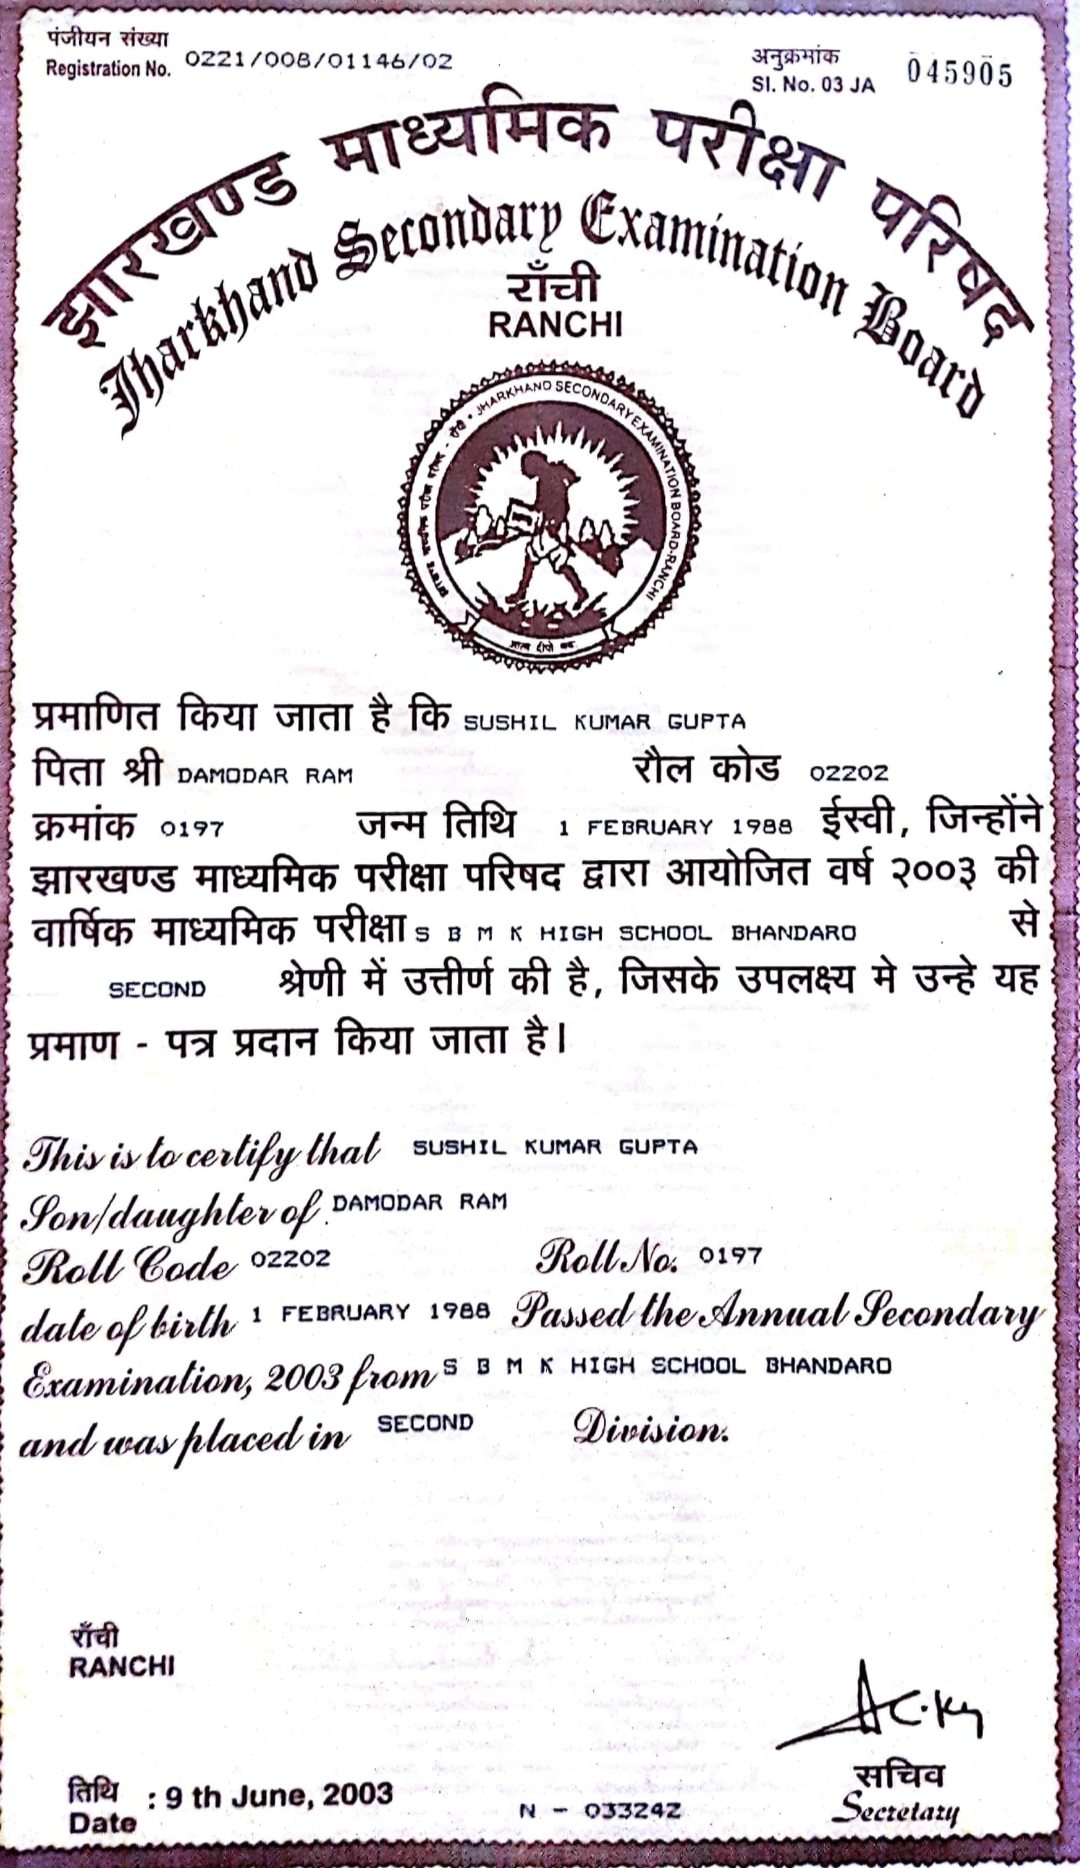 पंजीयन संख्या
Registration No. 0221/008/01146/02
अनुक्रमांक
Sl. No. 03 JA 045905
झारखण्ड माध्यमिक परीक्षा परिषद
Jharkhand Secondary Examination Board
राँची
RANCHI
JHARKHAND SECONDARY EXAMINATION BOARD-RANCHI
प्रमाणित किया जाता है कि SUSHIL KUMAR GUPTA
पिता श्री DAMODAR RAM रौल कोड 02202
क्रमांक 0197 जन्म तिथि 1 FEBRUARY 1988 ईस्वी, जिन्होंने
झारखण्ड माध्यमिक परीक्षा परिषद द्वारा आयोजित वर्ष २००३ की
वार्षिक माध्यमिक परीक्षा S B M K HIGH SCHOOL BHANDARO से
SECOND श्रेणी में उत्तीर्ण की है, जिसके उपलक्ष्य मे उन्हे यह
प्रमाण - पत्र प्रदान किया जाता है।
This is to certify that SUSHIL KUMAR GUPTA
Son/daughter of DAMODAR RAM
Roll Code 02202 Roll No. 0197
date of birth 1 FEBRUARY 1988 Passed the Annual Secondary
Examination, 2003 from S B M K HIGH SCHOOL BHANDARO
and was placed in SECOND Division.
राँची
RANCHI
सचिव
Secretary
तिथि
Date : 9 th June, 2003
N - 033242